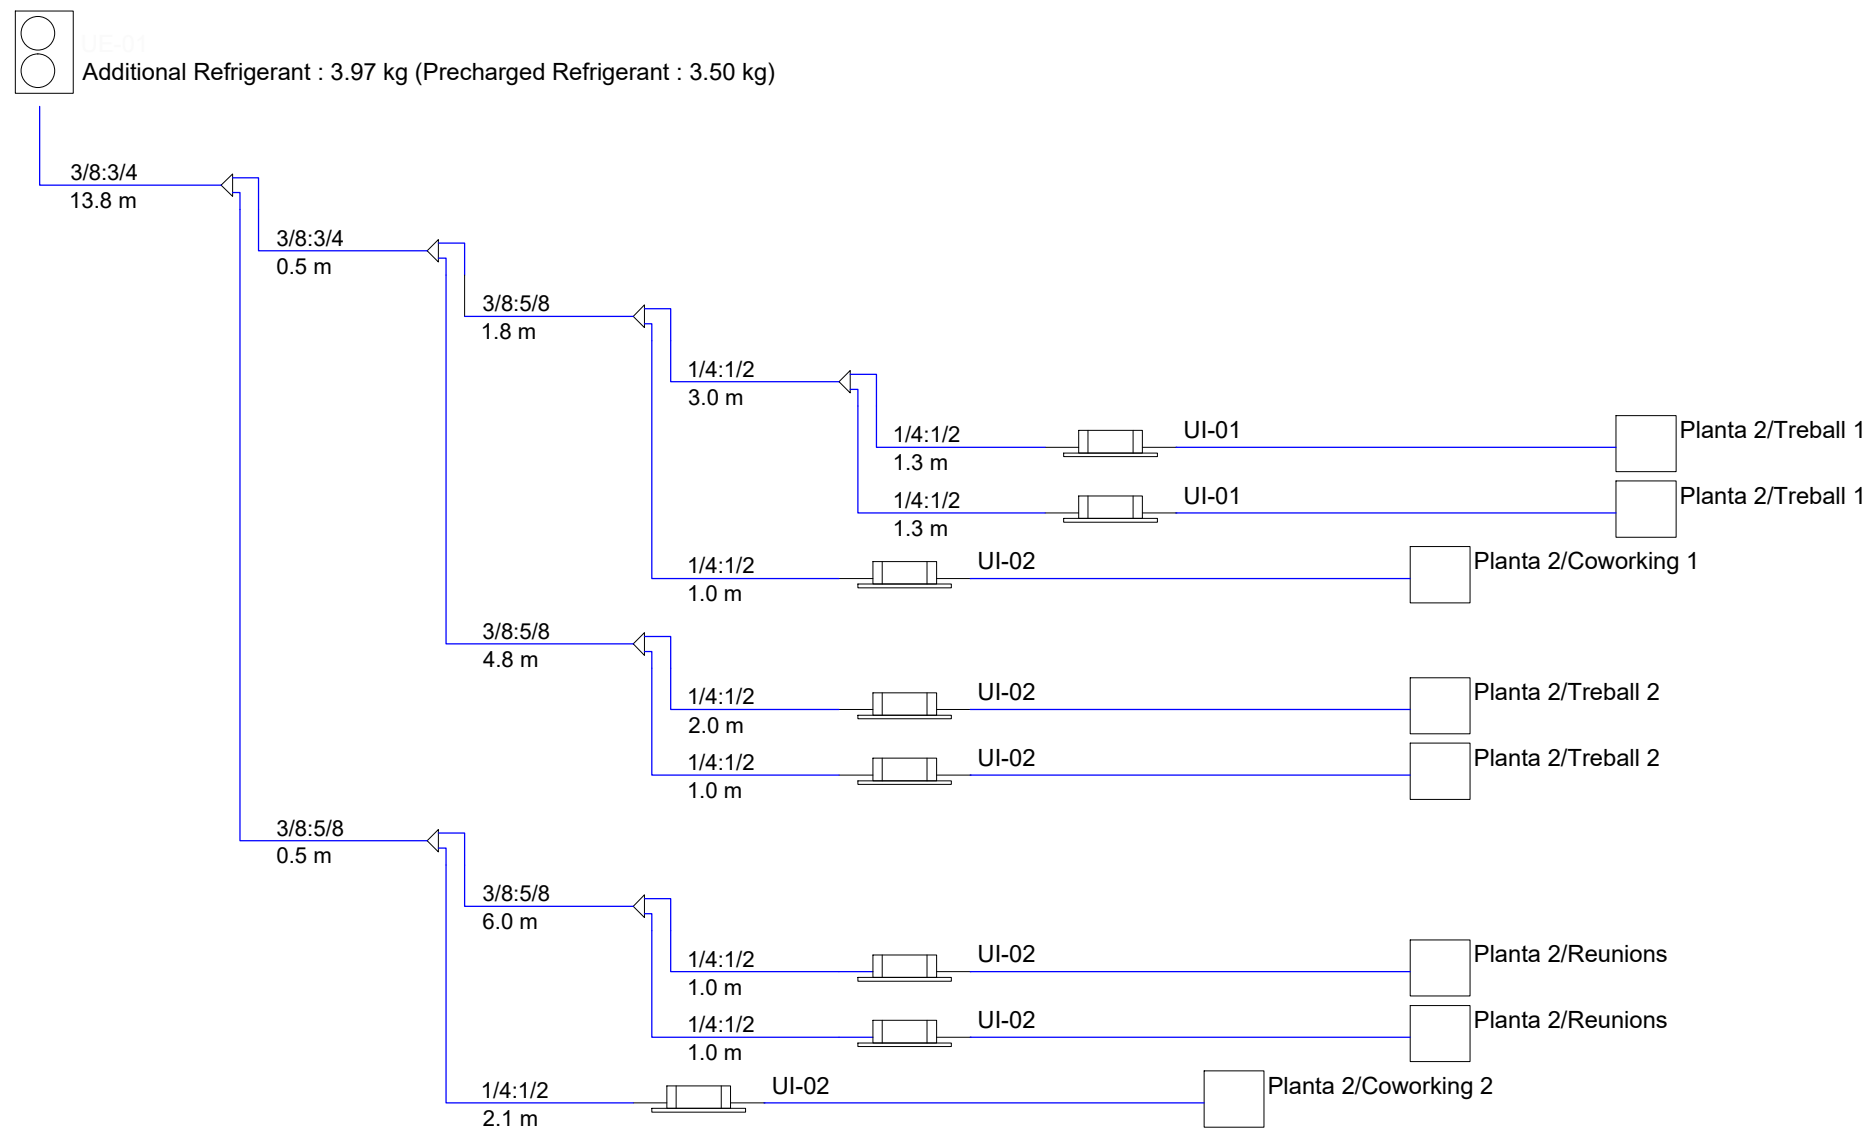 UE-01
Additional Refrigerant : 3.97 kg (Precharged Refrigerant : 3.50 kg)
3/8:3/4
13.8 m
3/8:3/4
0.5 m
3/8:5/8
1.8 m
1/4:1/2
3.0 m
1/4:1/2
1.3 m
UI-01
Planta 2/Treball 1
1/4:1/2
1.3 m
UI-01
Planta 2/Treball 1
1/4:1/2
1.0 m
UI-02
Planta 2/Coworking 1
3/8:5/8
4.8 m
1/4:1/2
2.0 m
UI-02
Planta 2/Treball 2
1/4:1/2
1.0 m
UI-02
Planta 2/Treball 2
3/8:5/8
0.5 m
3/8:5/8
6.0 m
1/4:1/2
1.0 m
UI-02
Planta 2/Reunions
1/4:1/2
1.0 m
UI-02
Planta 2/Reunions
1/4:1/2
2.1 m
UI-02
Planta 2/Coworking 2